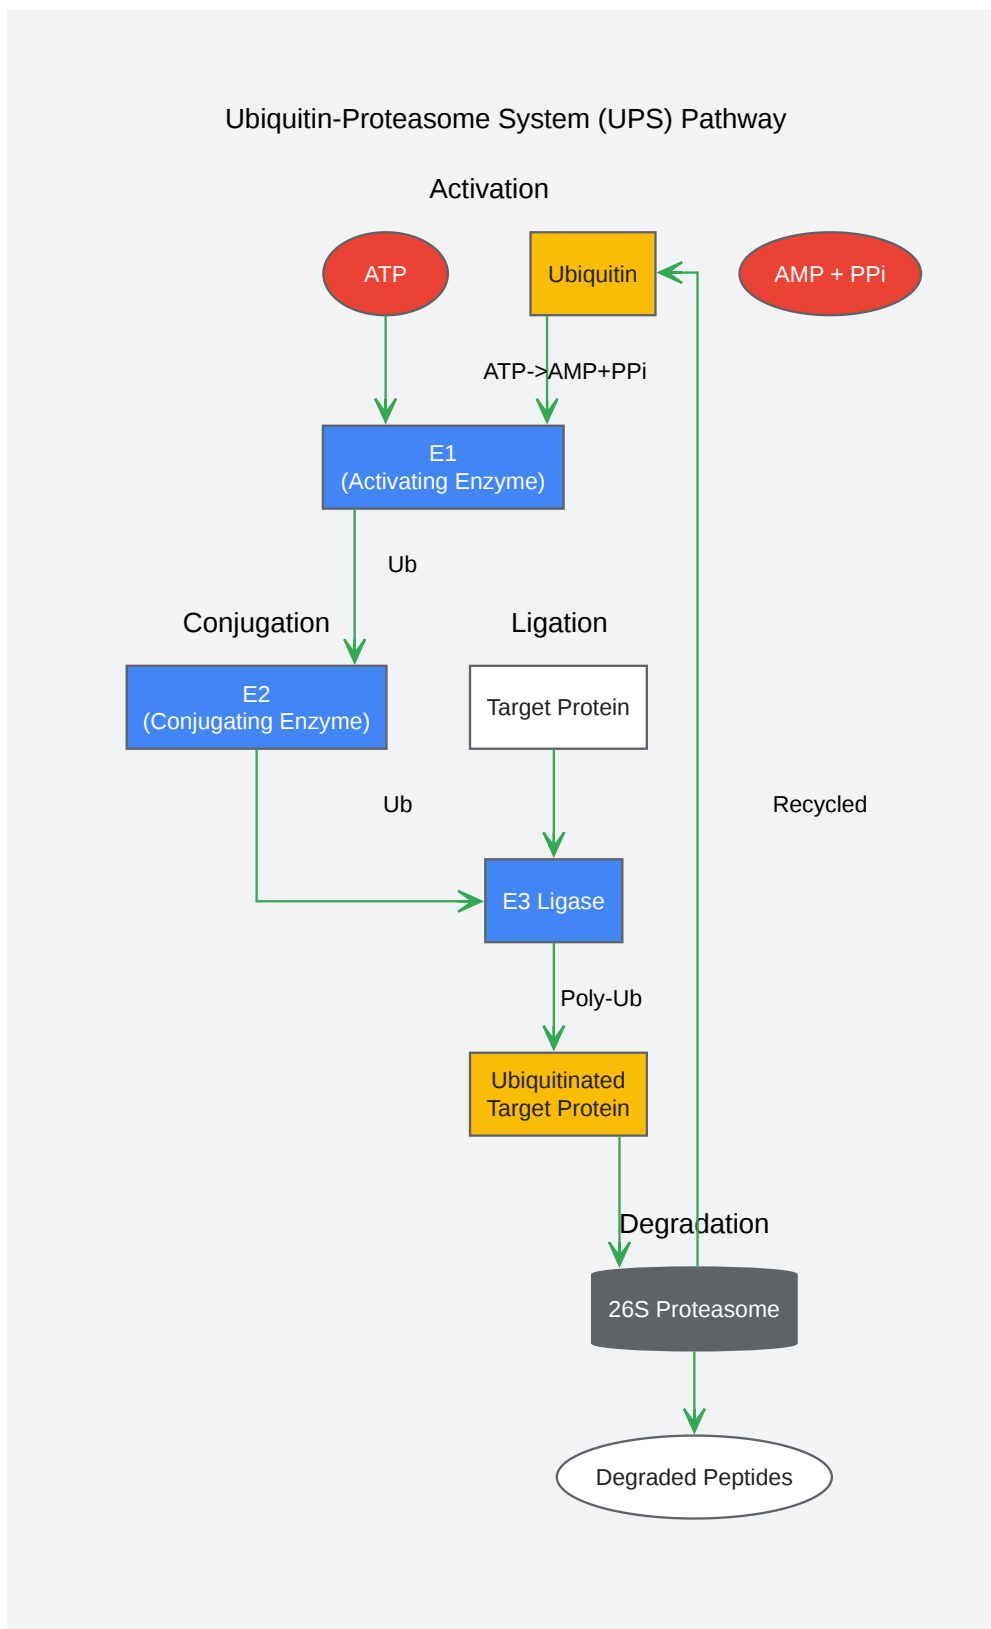 Ubiquitin-Proteasome System (UPS) Pathway
Activation
ATP
Ubiquitin
AMP + PPi
ATP->AMP+PPi
E1
(Activating Enzyme)
Ub
Conjugation
Ligation
E2
(Conjugating Enzyme)
Target Protein
Ub
Recycled
E3 Ligase
Poly-Ub
Ubiquitinated
Target Protein
Degradation
26S Proteasome
Degraded Peptides